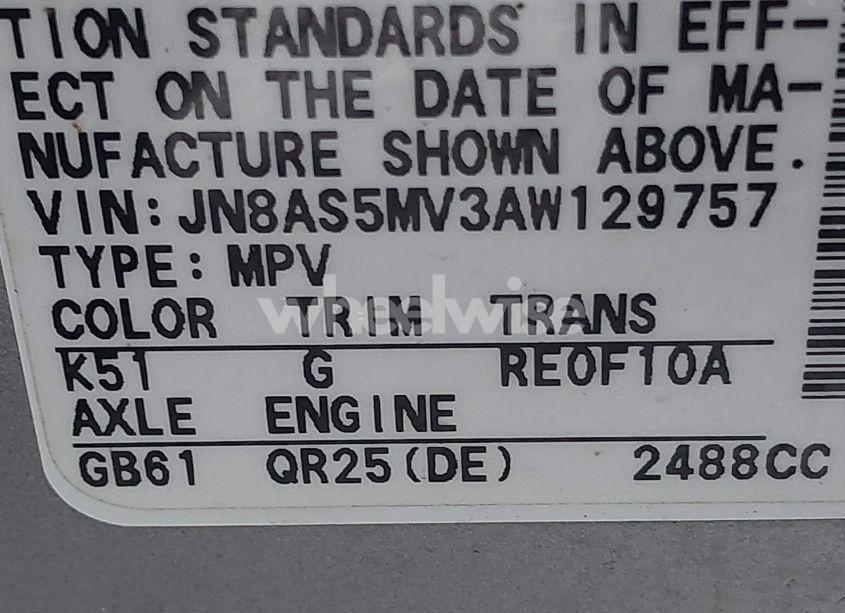 TION STANDARDS IN EFF-
ECT ON THE DATE OF MA-
NUFACTURE SHOWN ABOVE.
VIN:JN8AS5MV3AW129757
TYPE:MPV
COLOR TRIM TRANS
K51 G RE0F10A
AXLE ENGINE
GB61 QR25(DE) 2488CC
wheelwise